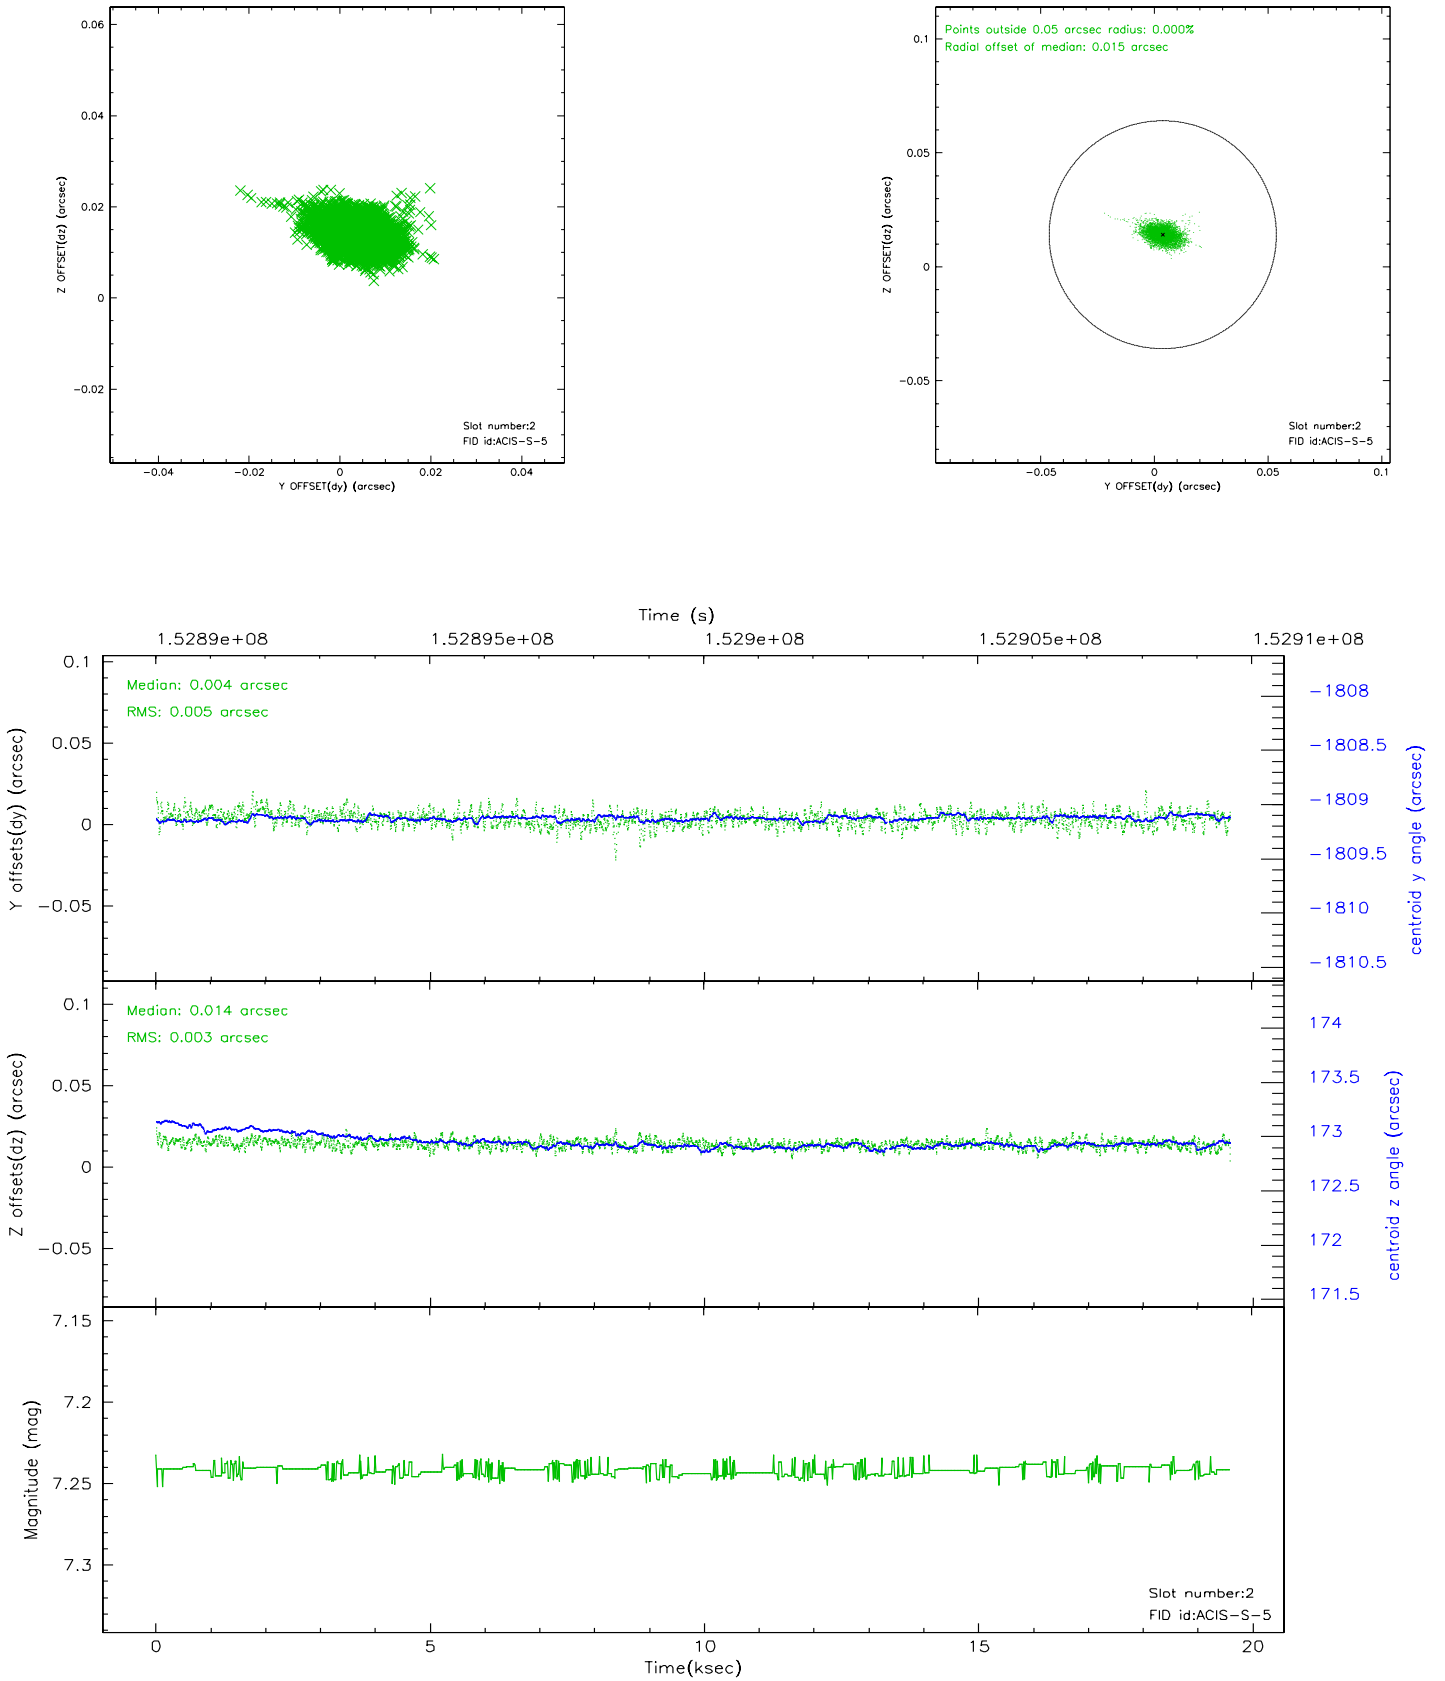 0.06
0.04
0.02
0
−0.02
Z OFFSET(dz) (arcsec)
Slot number:2
FID id:ACIS−S−5
−0.04 −0.02 0 0.02 0.04
Y OFFSET(dy) (arcsec)
Points outside 0.05 arcsec radius: 0.000%
Radial offset of median: 0.015 arcsec
0.1
0.05
0
−0.05
Z OFFSET(dz) (arcsec)
Slot number:2
FID id:ACIS−S−5
−0.05 0 0.05 0.1
Y OFFSET(dy) (arcsec)
Time (s)
1.5289e+08 1.52895e+08 1.529e+08 1.52905e+08 1.5291e+08
Median: 0.004 arcsec
RMS: 0.005 arcsec
0.1
0.05
0
−0.05
Y offsets(dy) (arcsec)
−1808
−1808.5
−1809
−1809.5
−1810
−1810.5
centroid y angle (arcsec)
Median: 0.014 arcsec
RMS: 0.003 arcsec
0.1
0.05
0
−0.05
Z offsets(dz) (arcsec)
174
173.5
173
172.5
172
171.5
centroid z angle (arcsec)
7.15
7.2
7.25
7.3
Magnitude (mag)
Slot number:2
FID id:ACIS−S−5
0 5 10 15 20
Time(ksec)